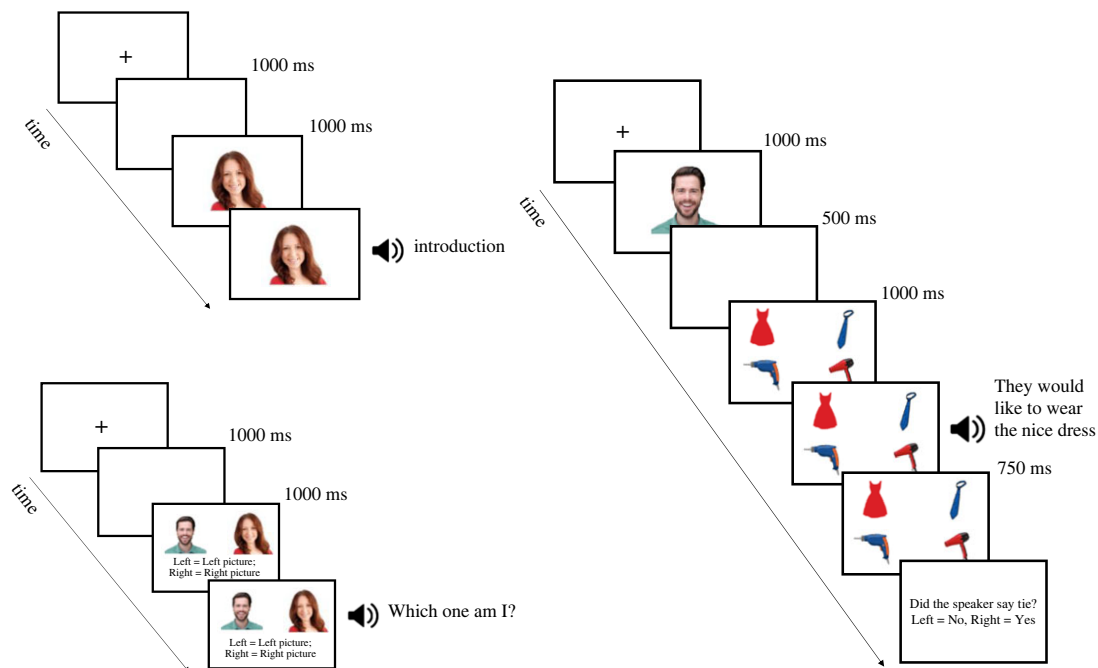 +
1000 ms
1000 ms
time
introduction
+
1000 ms
1000 ms
time
Left = Left picture;
Right = Right picture
Left = Left picture;
Right = Right picture
Which one am I?
+
1000 ms
500 ms
time
1000 ms
They would
like to wear
the nice dress
750 ms
Did the speaker say tie?
Left = No, Right = Yes